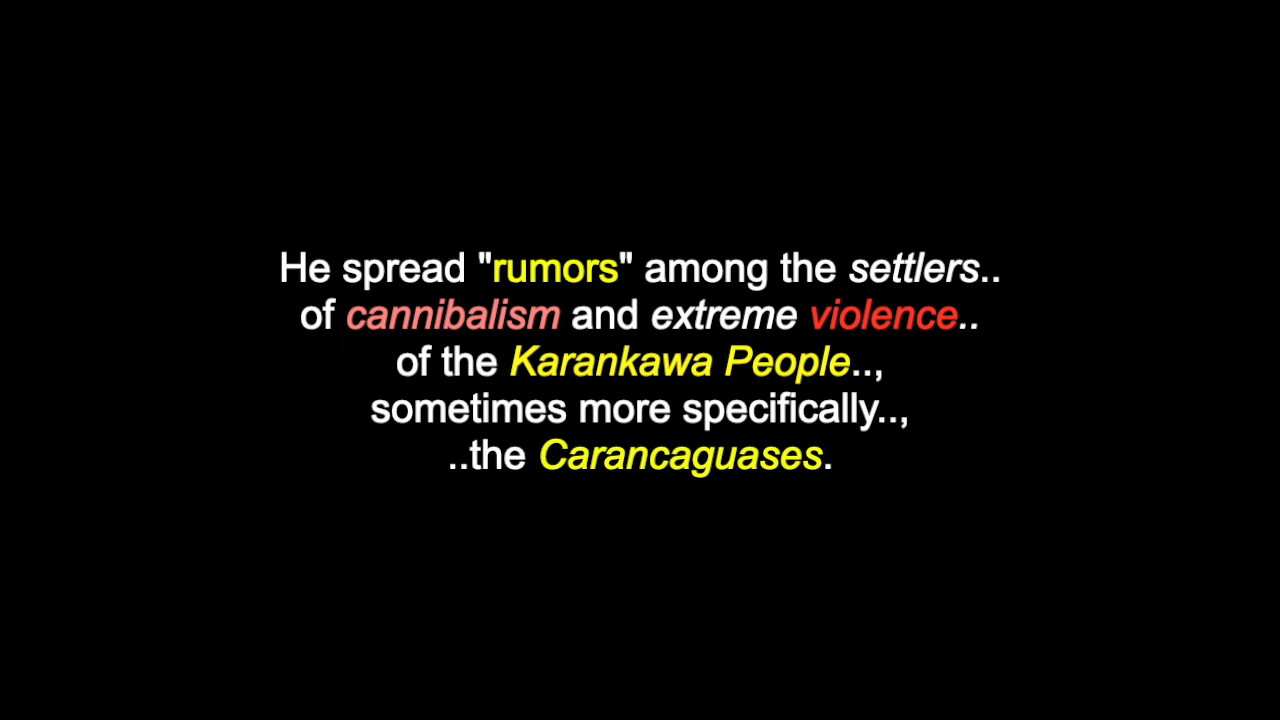 He spread "rumors" among the settlers..
of cannibalism and extreme violence..
of the Karankawa People..,
sometimes more specifically..,
..the Carancaguases.